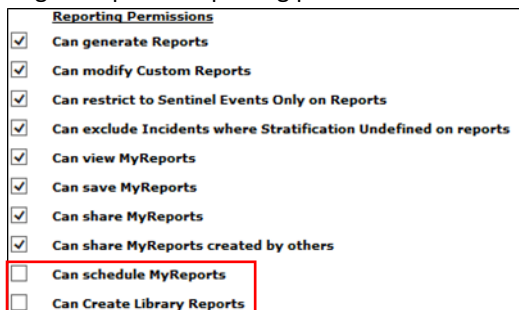 Reporting Permissions
Can generate Reports
Can modify Custom Reports
Can restrict to Sentinel Events Only on Reports
Can exclude Incidents where Stratification Undefined on reports
Can view MyReports
Can save MyReports
Can share MyReports
Can share MyReports created by others
Can schedule MyReports
Can Create Library Reports